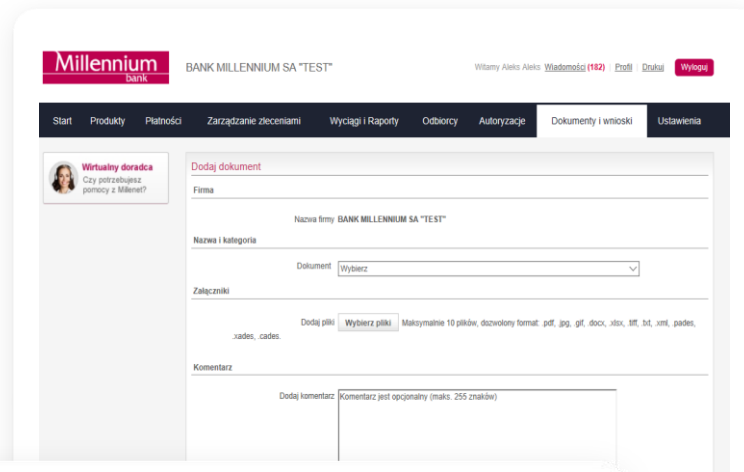 Millennium
bank
BANK MILLENNIUM SA "TEST"
Witamy Aleks Aleks Wiadomości (182) | Profil | Drukuj Wyloguj
Start Produkty Płatności Zarządzanie zleceniami Wyciągi i Raporty Odbiorcy Autoryzacje Dokumenty i wnioski Ustawienia
Wirtualny doradca
Czy potrzebujesz
pomocy z Millenet?
Dodaj dokument
Firma
Nazwa firmy BANK MILLENNIUM SA "TEST"
Nazwa i kategoria
Dokument Wybierz
Załączniki
Dodaj pliki Wybierz pliki Maksymalnie 10 plików, dozwolony format: .pdf, .jpg, .gif, .docx, .xlsx, .tiff, .txt, .xml, .pades,
.xades, .cades.
Komentarz
Dodaj komentarz Komentarz jest opcjonalny (maks. 255 znaków)